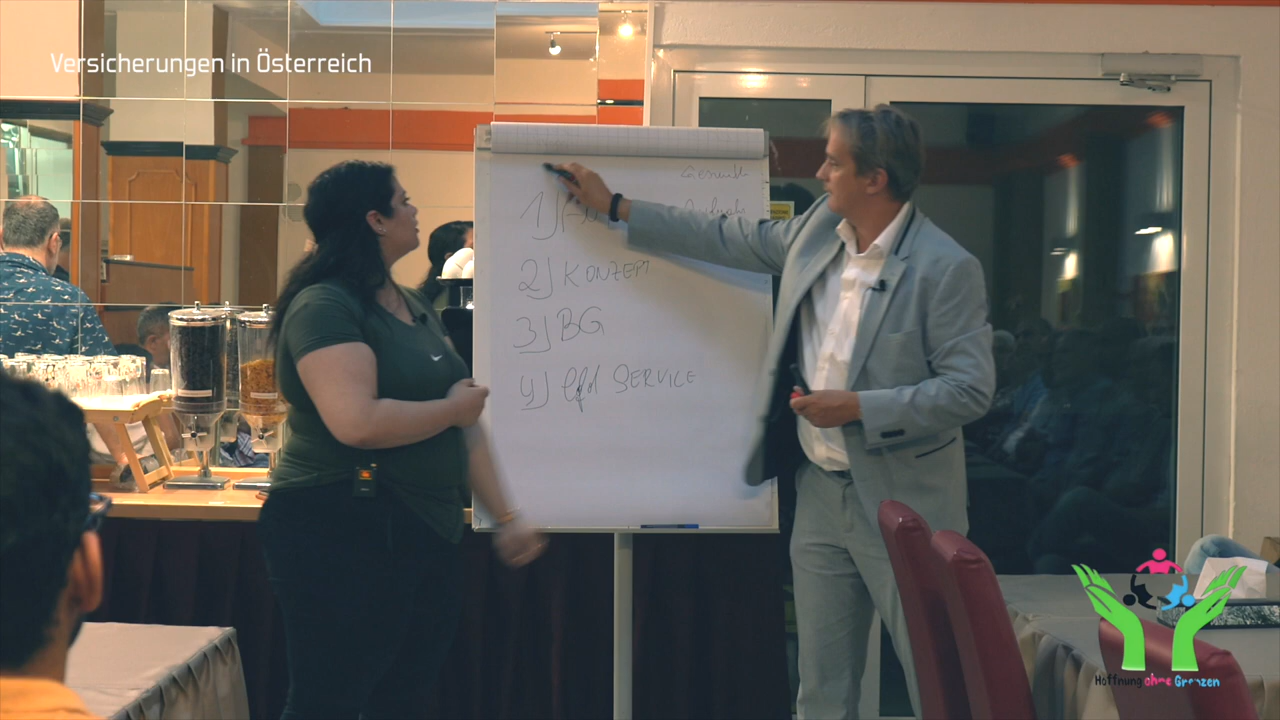 Versicherungen in Österreich
1)
2) KONZEPT
3) BG
4) lfd SERVICE
Hoffnung ohne Grenzen